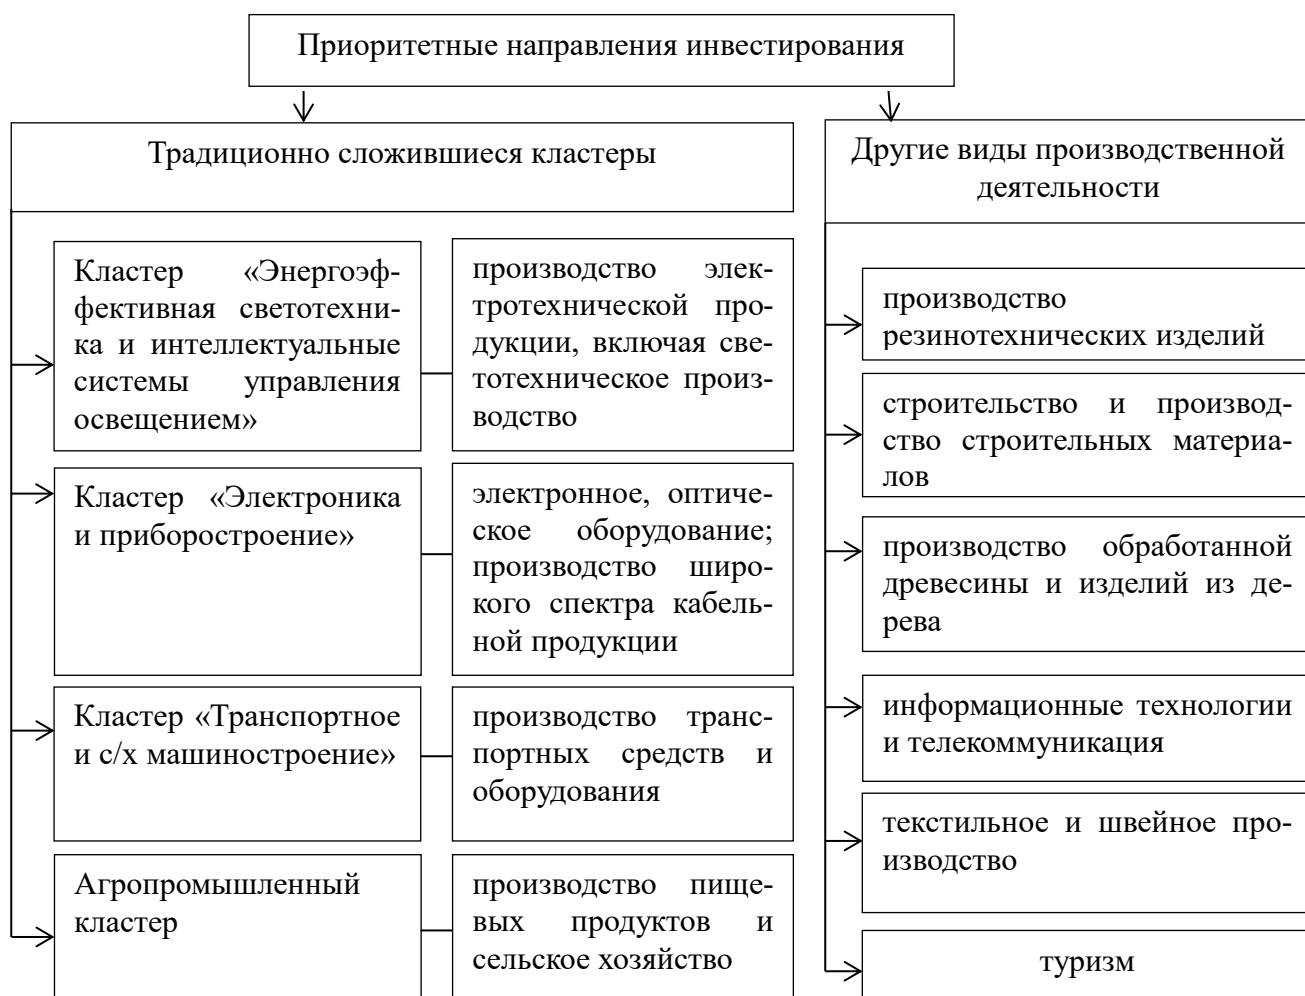 Приоритетные направления инвестирования
Традиционно сложившиеся кластеры
Другие виды производственной
деятельности
Кластер «Энергоэф-
фективная светотехни-
ка и интеллектуальные
системы управления
освещением»
производство элек-
тротехнической про-
дукции, включая све-
тотехническое произ-
водство
Кластер «Электроника
и приборостроение»
электронное, оптиче-
ское оборудование;
производство широ-
кого спектра кабель-
ной продукции
Кластер «Транспортное
и с/х машиностроение»
производство транс-
портных средств и
оборудования
Агропромышленный
кластер
производство пище-
вых продуктов и
сельское хозяйство
производство
резинотехнических изделий
строительство и производ-
ство строительных материа-
лов
производство обработанной
древесины и изделий из де-
рева
информационные технологии
и телекоммуникация
текстильное и швейное про-
изводство
туризм